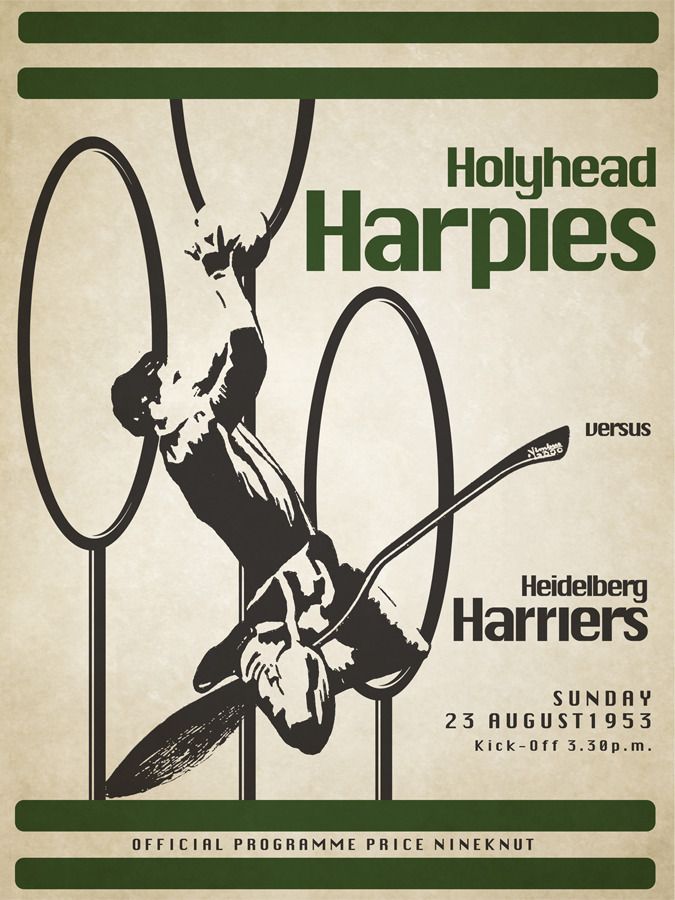 Holyhead
Harpies
versus
Heidelberg
Harriers
SUNDAY
23 AUGUST1953
Kick-Off 3.30p.m.
OFFICIAL PROGRAMME PRICE NINEKNUT